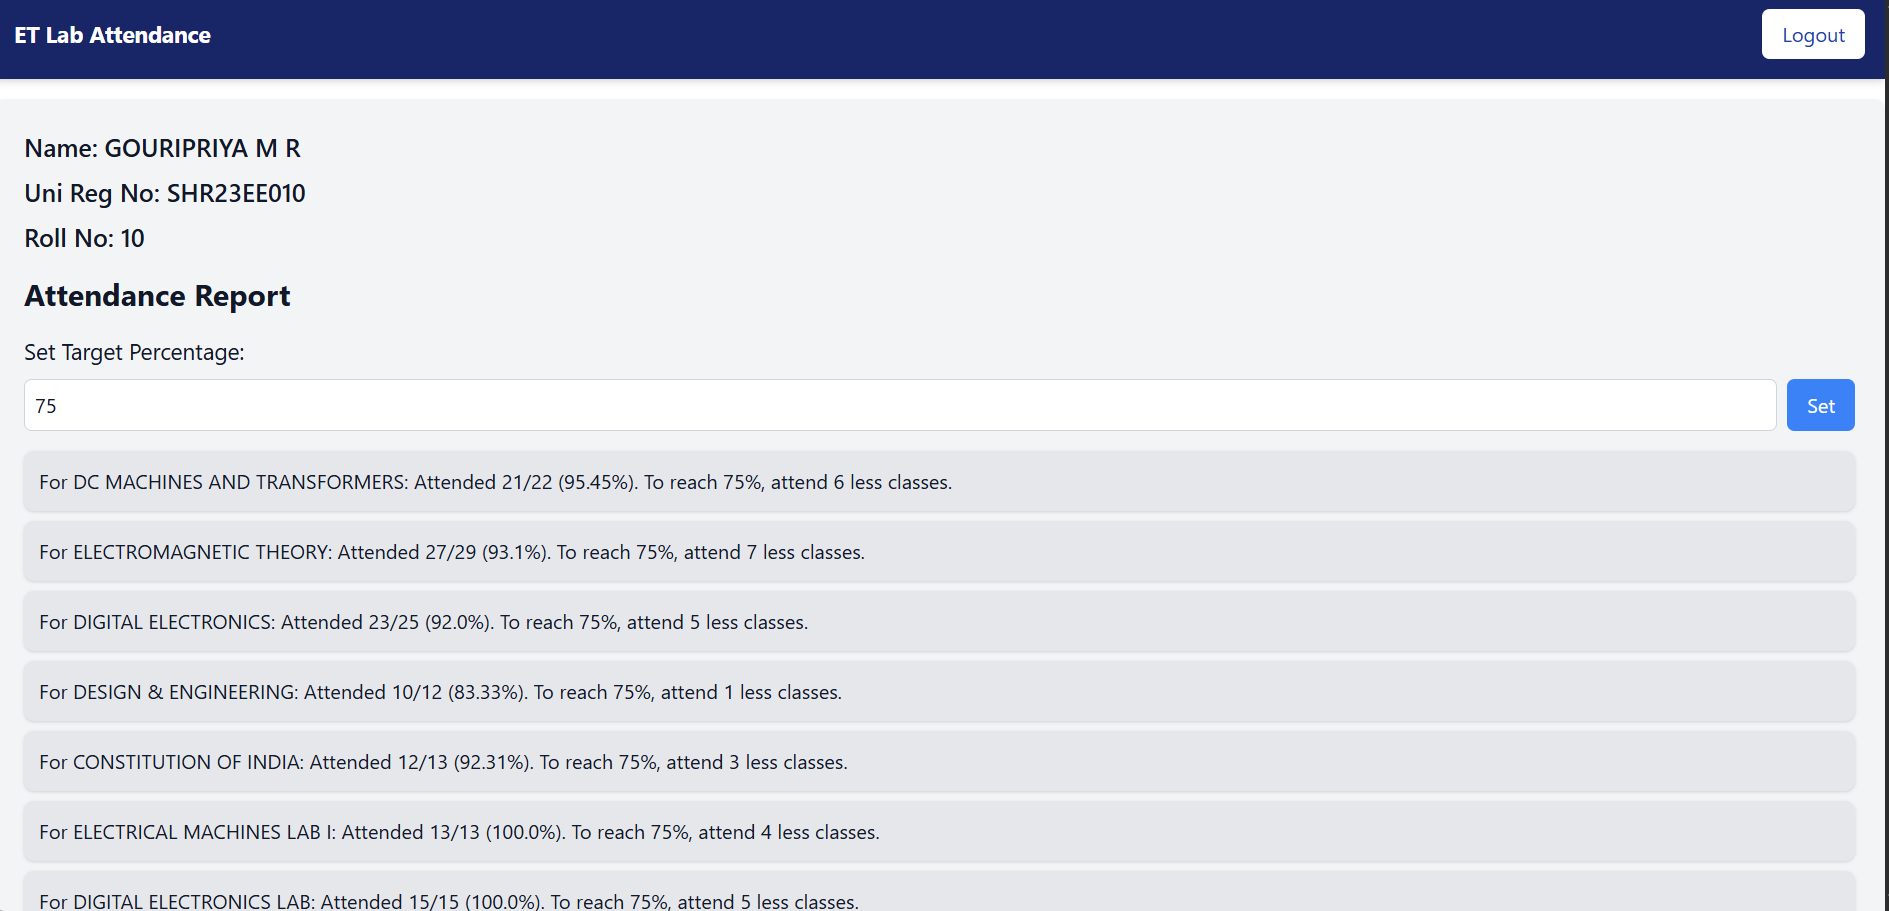 ET Lab Attendance
Logout
Name: GOURIPRIYA M R
Uni Reg No: SHR23EE010
Roll No: 10
Attendance Report
Set Target Percentage:
75
Set
For DC MACHINES AND TRANSFORMERS: Attended 21/22 (95.45%). To reach 75%, attend 6 less classes.
For ELECTROMAGNETIC THEORY: Attended 27/29 (93.1%). To reach 75%, attend 7 less classes.
For DIGITAL ELECTRONICS: Attended 23/25 (92.0%). To reach 75%, attend 5 less classes.
For DESIGN & ENGINEERING: Attended 10/12 (83.33%). To reach 75%, attend 1 less classes.
For CONSTITUTION OF INDIA: Attended 12/13 (92.31%). To reach 75%, attend 3 less classes.
For ELECTRICAL MACHINES LAB I: Attended 13/13 (100.0%). To reach 75%, attend 4 less classes.
For DIGITAL ELECTRONICS LAB: Attended 15/15 (100.0%). To reach 75%, attend 5 less classes.